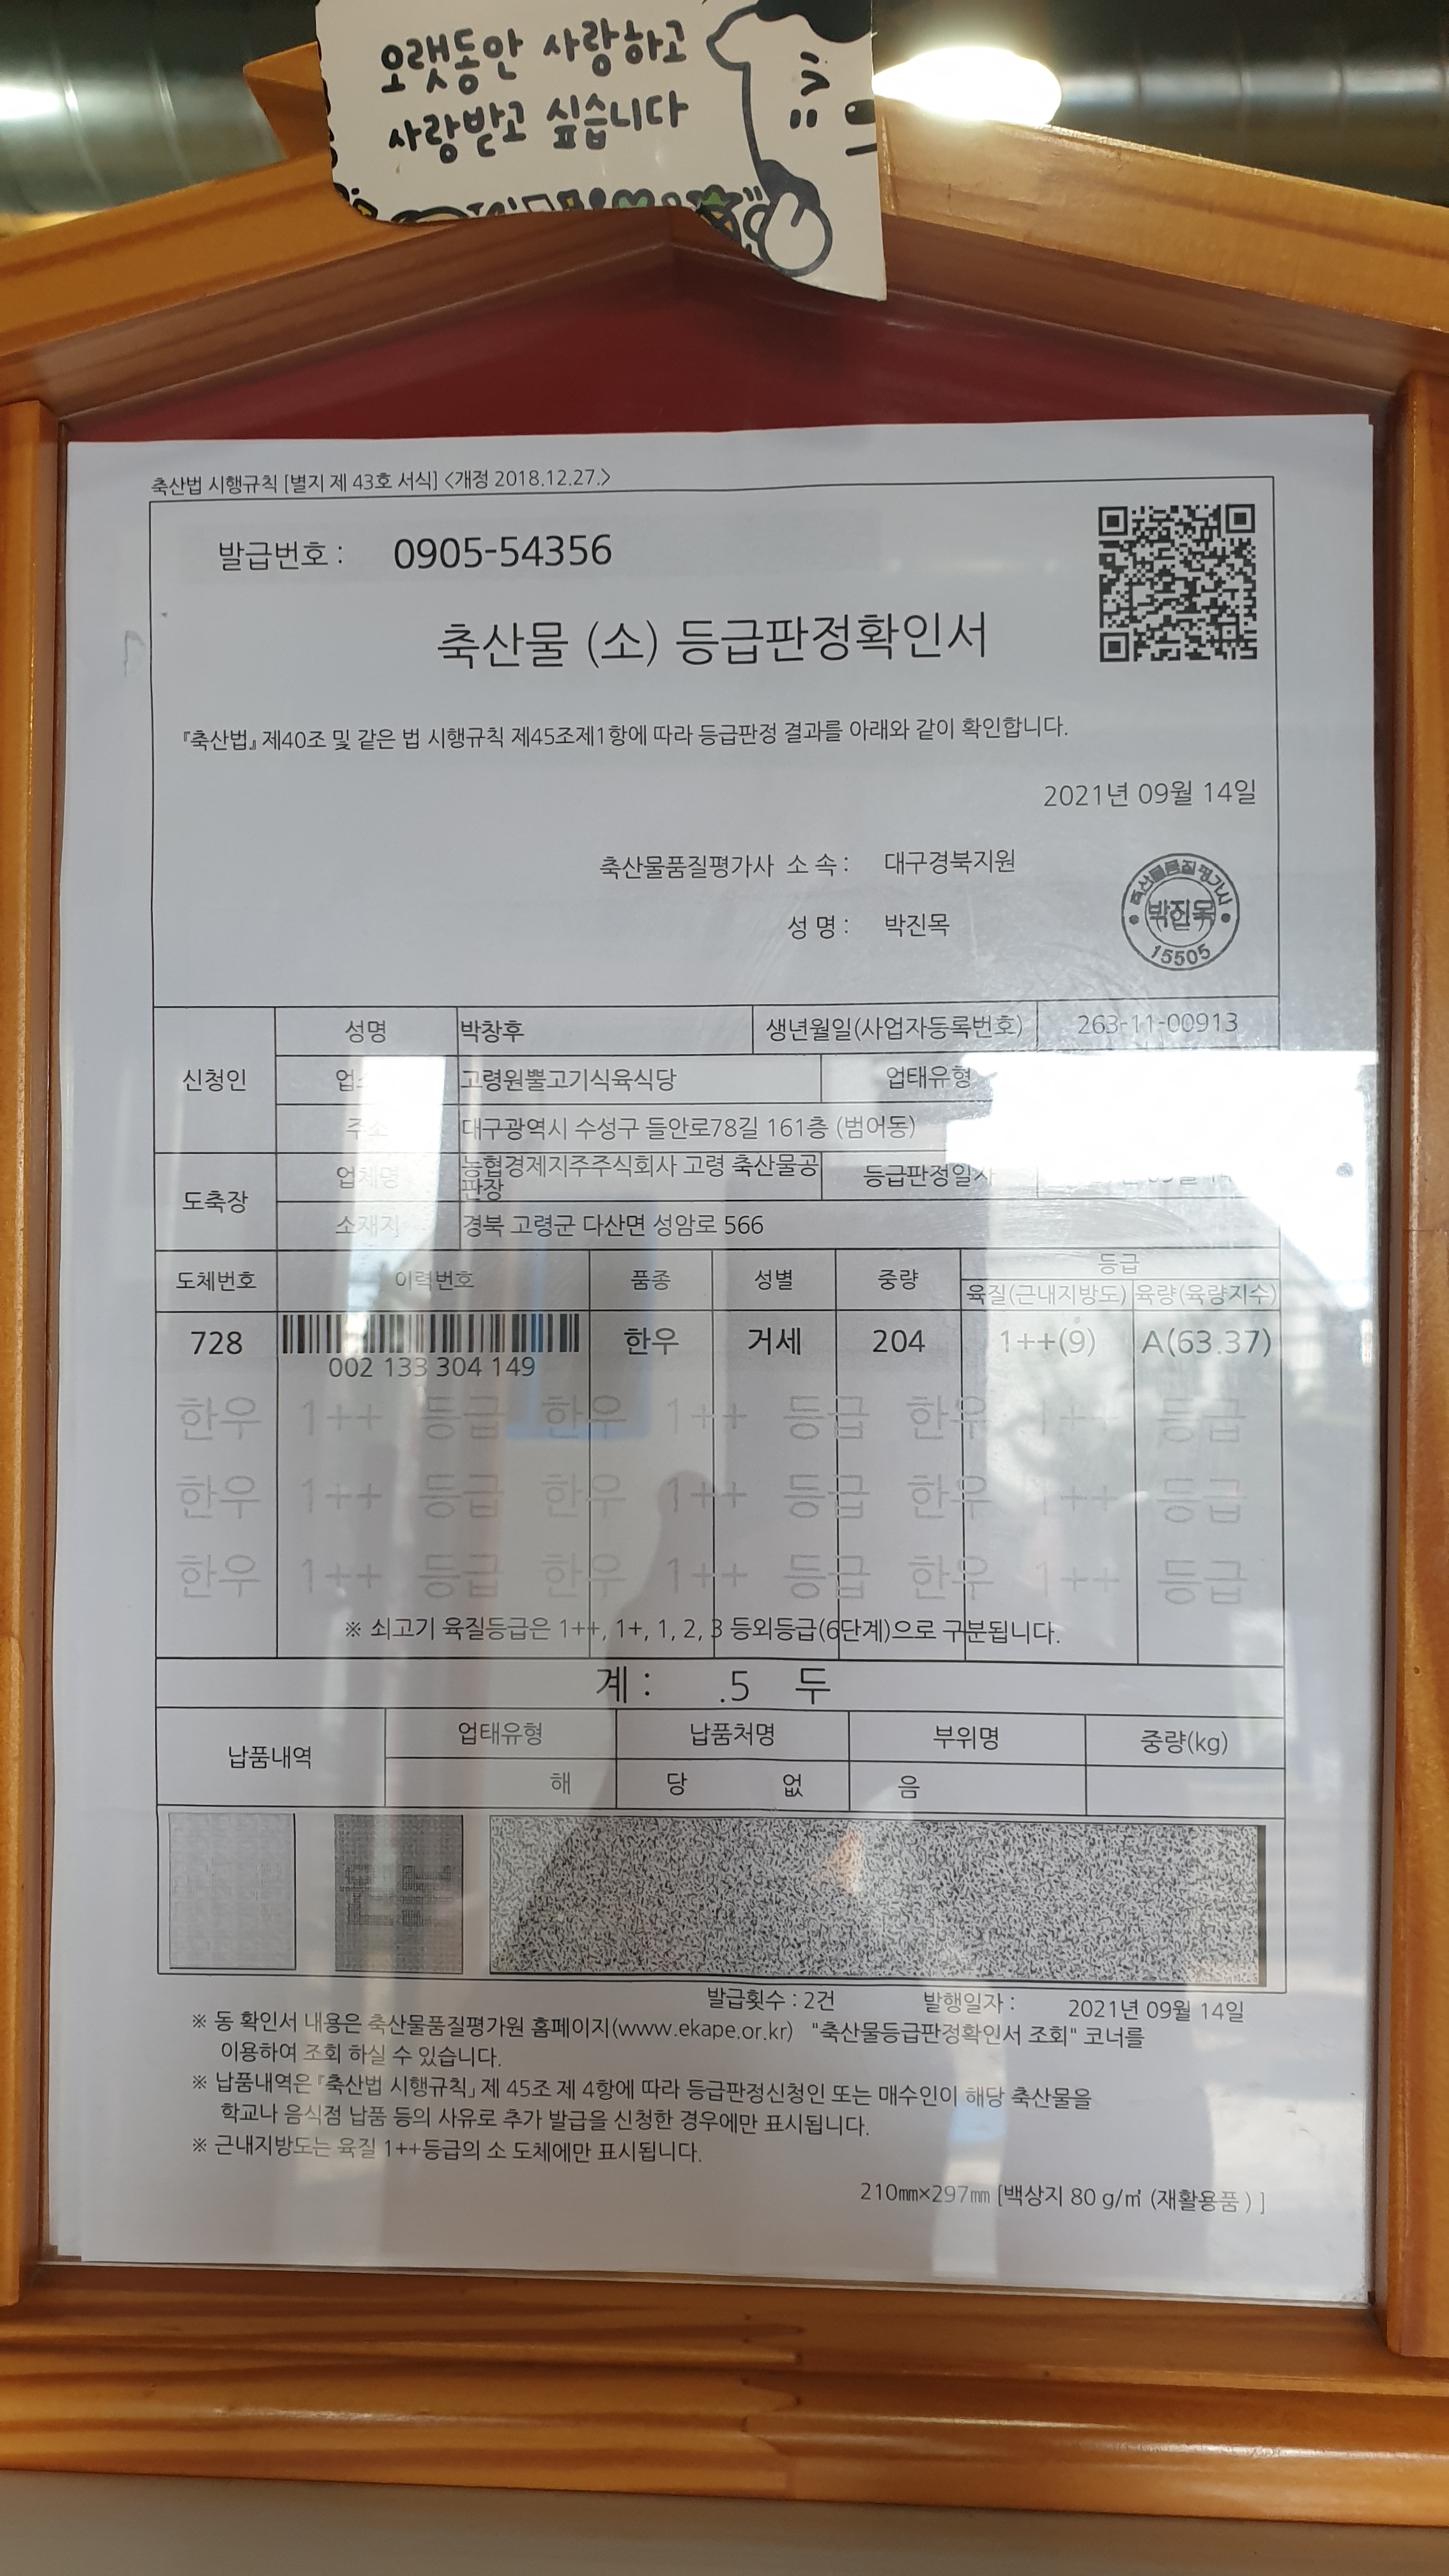 오랫동안 사랑하고
사랑받고 싶습니다
축산법 시행규칙 [별지 제 43호 서식] <개정 2018.12.27.>
발급번호 : 0905-54356
축산물 (소) 등급판정확인서
『축산법』 제40조 및 같은 법 시행규칙 제45조제1항에 따라 등급판정 결과를 아래와 같이 확인합니다.
2021년 09월 14일
축산물품질평가사 소 속 : 대구경북지원
성 명 : 박진목
축산물품질평가사
박진목
15505
신청인
성명 박창후 생년월일(사업자등록번호) 263-11-00913
고령원뿔고기식육식당 업태유형
주소 대구광역시 수성구 들안로78길 161층 (범어동)
도축장
업체명 농협경제지주주식회사 고령 축산물공판장 등급판정일자
소재지 경북 고령군 다산면 성암로 566
도체번호 이력번호 품종 성별 중량 등급
육질(근내지방도) 육량(육량지수)
728 002 133 304 149 한우 거세 204 1++(9) A(63.37)
한우 1++ 등급 한우 1++ 등급 한우 1++ 등급
한우 1++ 등급 한우 1++ 등급 한우 1++ 등급
한우 1++ 등급 한우 1++ 등급 한우 1++ 등급
※ 쇠고기 육질등급은 1++, 1+, 1, 2, 3 등외등급(6단계)으로 구분됩니다.
계 : .5 두
납품내역 업태유형 납품처명 부위명 중량(kg)
해 당 없 음
발급횟수 : 2건 발행일자 : 2021년 09월 14일
※ 동 확인서 내용은 축산물품질평가원 홈페이지(www.ekape.or.kr) "축산물등급판정확인서 조회" 코너를
이용하여 조회 하실 수 있습니다.
※ 납품내역은 『축산법 시행규칙』 제 45조 제 4항에 따라 등급판정신청인 또는 매수인이 해당 축산물을
학교나 음식점 납품 등의 사유로 추가 발급을 신청한 경우에만 표시됩니다.
※ 근내지방도는 육질 1++등급의 소 도체에만 표시됩니다.
210㎜×297㎜ [백상지 80 g/㎡ (재활용품 ) ]